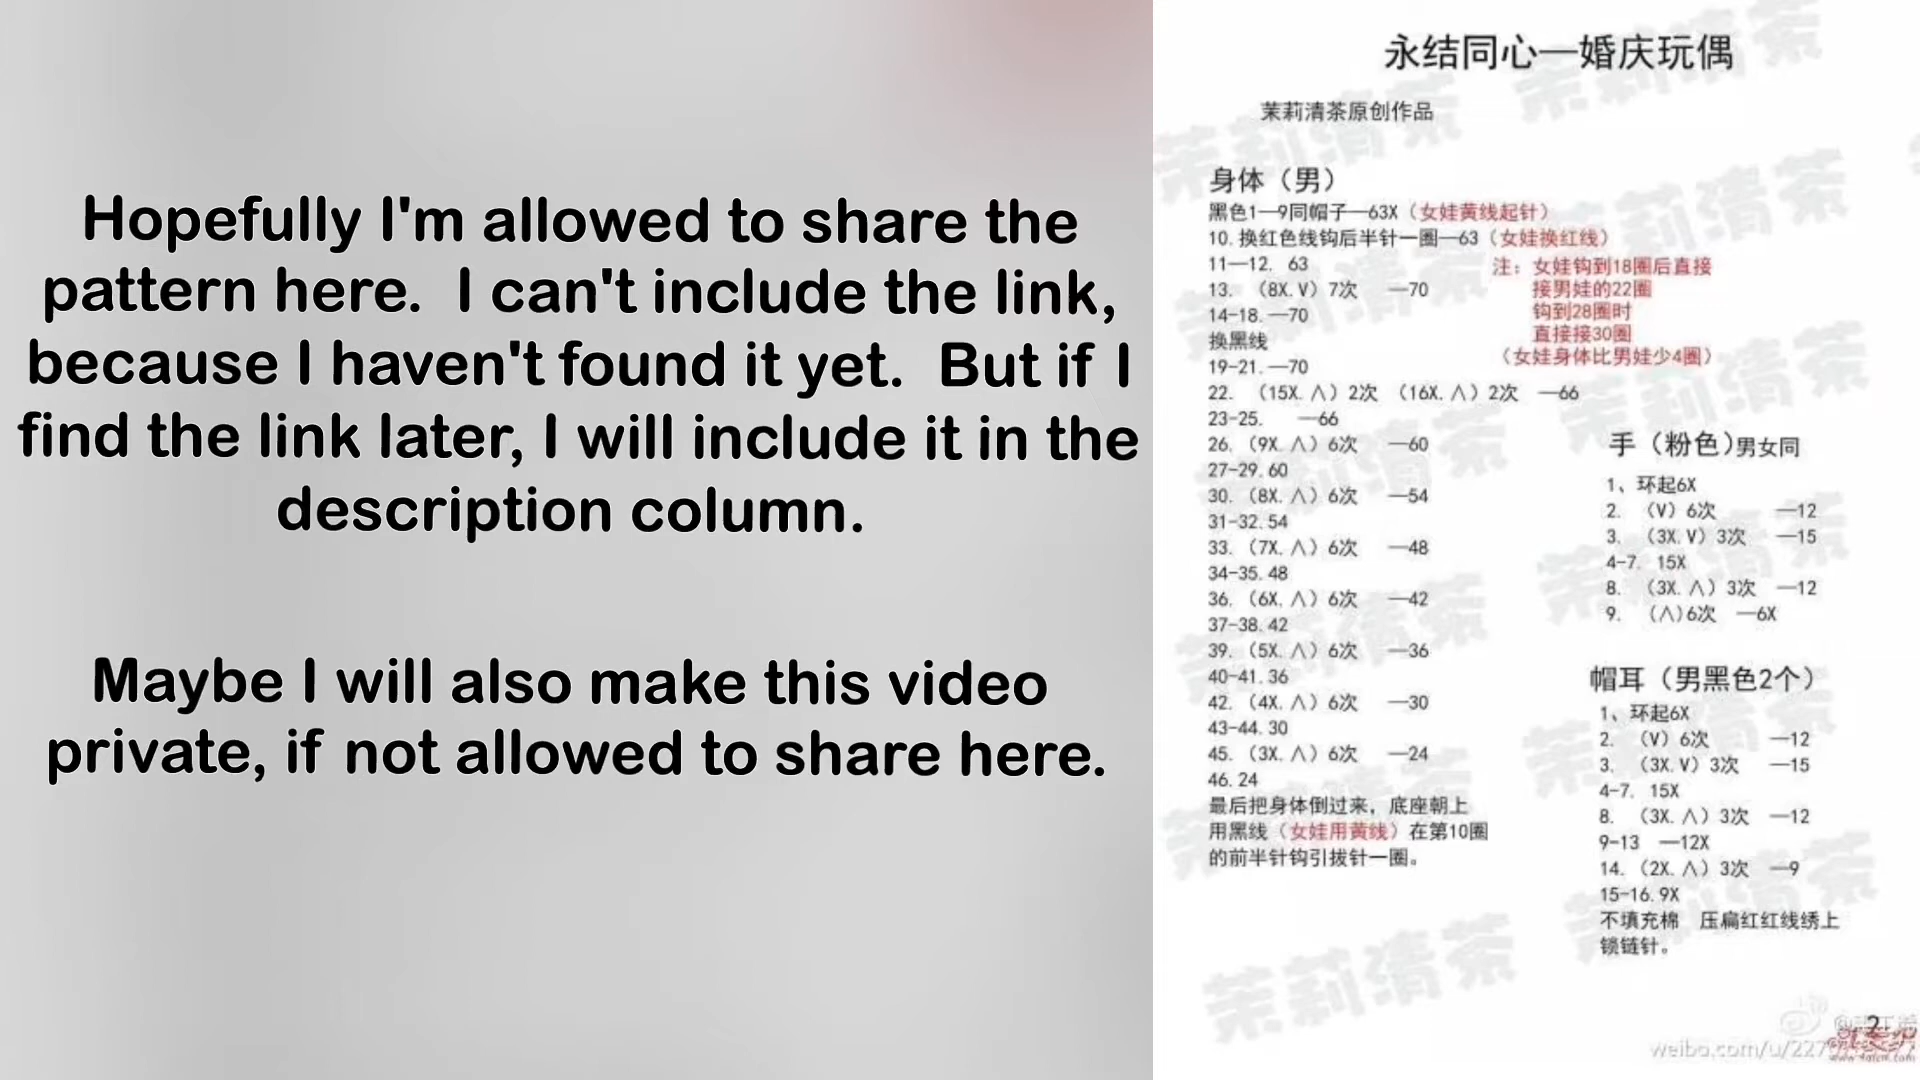 Hopefully I'm allowed to share the
pattern here. I can't include the link,
because I haven't found it yet. But if I
find the link later, I will include it in the
description column.
Maybe I will also make this video
private, if not allowed to share here.
永结同心—婚庆玩偶
茉莉清茶原创作品
身体（男）
黑色1—9同帽子—63X（女娃黄线起针）
10. 换红色线钩后半针一圈—63（女娃换红线）
11—12. 63
13. （8X.V）7次 —70
14-18. —70
换黑线
19-21. —70
22. （15X.∧）2次 （16X.∧）2次 —66
23-25. —66
26. （9X.∧）6次 —60
27-29. 60
30. （8X.∧）6次 —54
31-32. 54
33. （7X.∧）6次 —48
34-35. 48
36. （6X.∧）6次 —42
37-38. 42
39. （5X.∧）6次 —36
40-41. 36
42. （4X.∧）6次 —30
43-44. 30
45. （3X.∧）6次 —24
46. 24
最后把身体倒过来，底座朝上
用黑线（女娃用黄线）在第10圈
的前半针钩引拔针一圈。
注：女娃钩到18圈后直接
接男娃的22圈
钩到28圈时
直接接30圈
（女娃身体比男娃少4圈）
手（粉色）男女同
1、环起6X
2. （V）6次 —12
3. （3X.V）3次 —15
4-7. 15X
8. （3X.∧）3次 —12
9. （∧）6次 —6X
帽耳（男黑色2个）
1、环起6X
2. （V）6次 —12
3. （3X.V）3次 —15
4-7. 15X
8. （3X.∧）3次 —12
9-13 —12X
14. （2X.∧）3次 —9
15-16. 9X
不填充棉 压扁红红线绣上
锁链针。
茉莉清茶
2
weibo.com/u/227